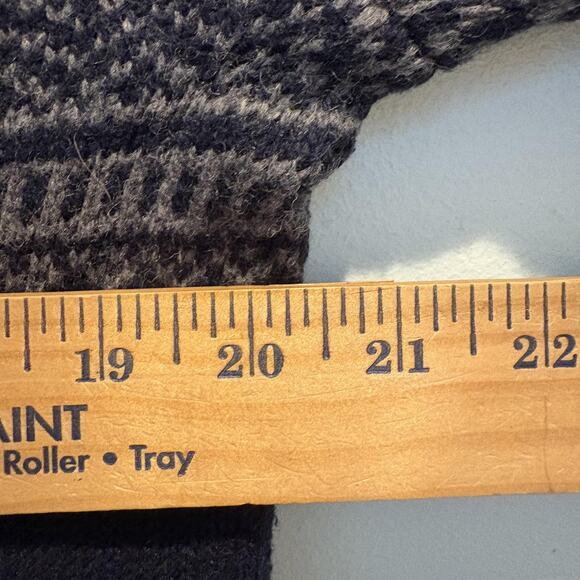 19 20 21 22
AINT
Roller • Tray